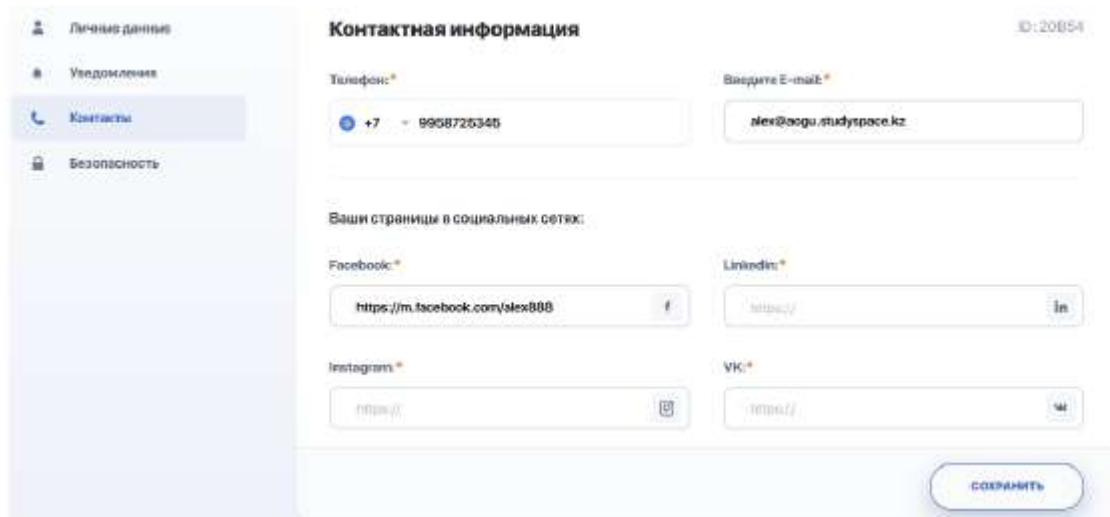 Личные данные
Уведомления
Контакты
Безопасность
Контактная информация
ID:20B54
Телефон:*
Введите E-mail:*
+7 9958725345
alex@aogu.studyspace.kz
Ваши страницы в социальных сетях:
Facebook:*
Linkedin:*
https://m.facebook.com/alex888
https://
in
Instagram:*
VK:*
https://
https://
СОХРАНИТЬ